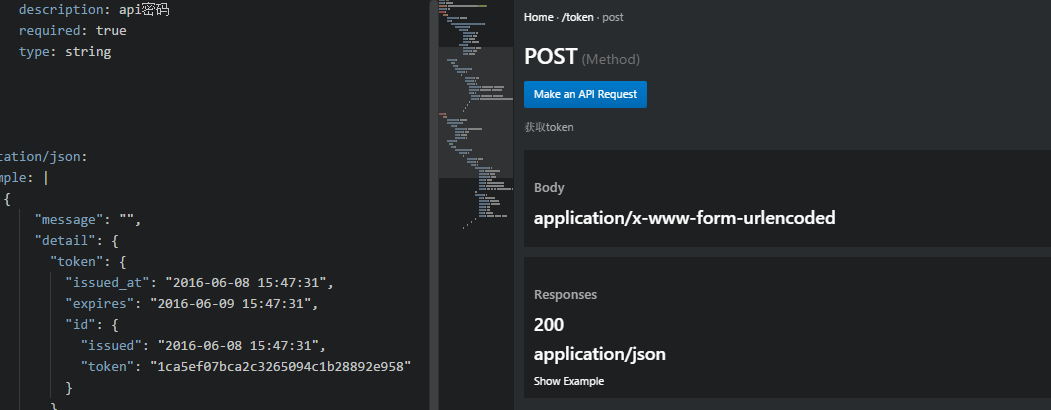 description: api密码
required: true
type: string
cation/json:
mple: |
{
"message": "",
"detail": {
"token": {
"issued_at": "2016-06-08 15:47:31",
"expires": "2016-06-09 15:47:31",
"id": {
"issued": "2016-06-08 15:47:31",
"token": "1ca5ef07bca2c3265094c1b28892e958"
}
}
Home · /token · post
POST (Method)
Make an API Request
获取token
Body
application/x-www-form-urlencoded
Responses
200
application/json
Show Example